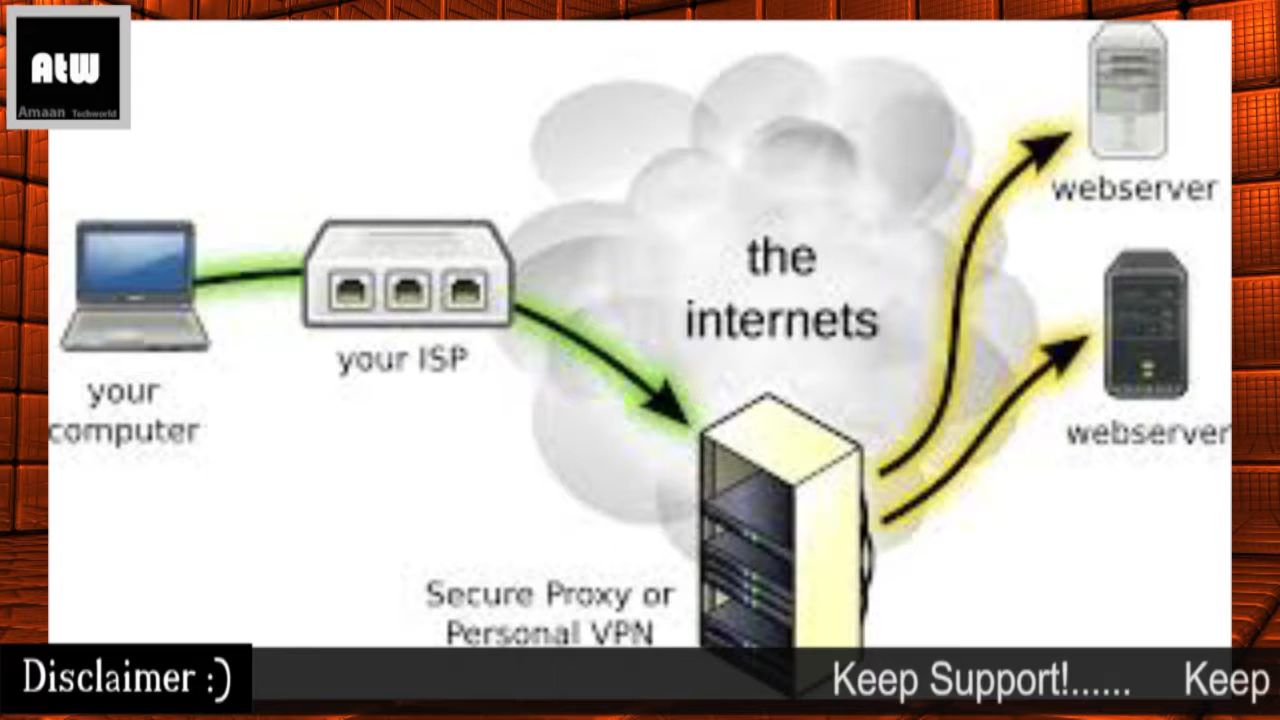 AtW
Amaan Techworld
the
internets
webserver
your ISP
your
computer
webserver
Secure Proxy or
Personal VPN
Disclaimer :)
Keep Support!...... Keep